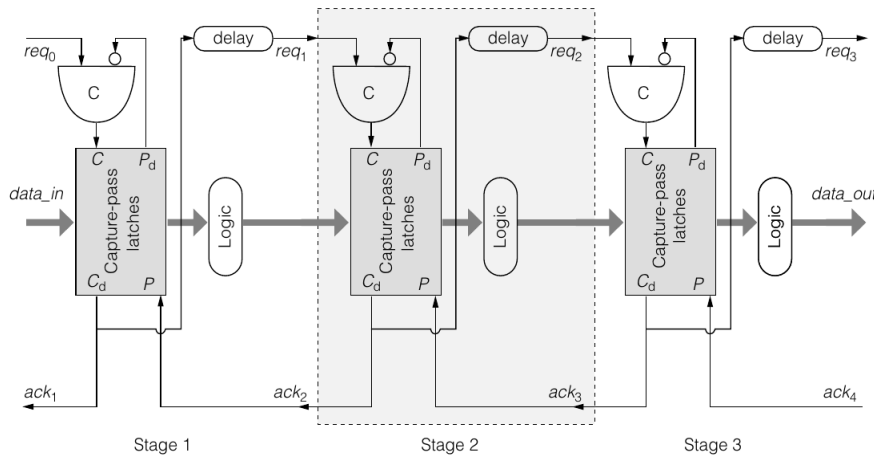 delay
delay
delay
req0
req1
req2
req3
C
C
C
C
Pd
C
Pd
C
Pd
data_in
Capture-pass
latches
Logic
Capture-pass
latches
Logic
Capture-pass
latches
Logic
data_out
Cd
P
Cd
P
Cd
P
ack1
ack2
ack3
ack4
Stage 1
Stage 2
Stage 3